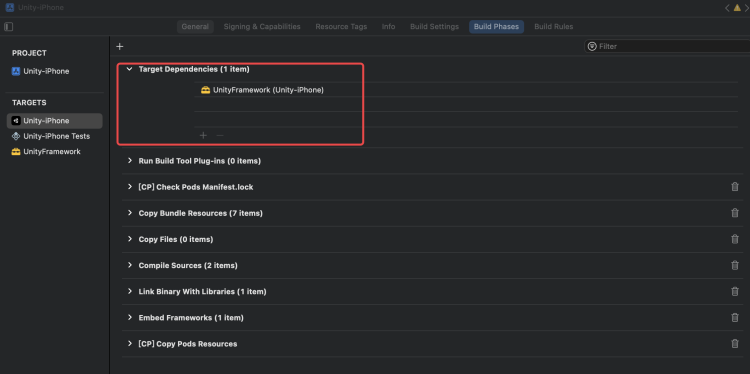 Unity-iPhone
General Signing & Capabilities Resource Tags Info Build Settings Build Phases Build Rules
Filter
PROJECT
Unity-iPhone
TARGETS
Unity-iPhone
Unity-iPhone Tests
UnityFramework
Target Dependencies (1 item)
UnityFramework (Unity-iPhone)
Run Build Tool Plug-ins (0 items)
[CP] Check Pods Manifest.lock
Copy Bundle Resources (7 items)
Copy Files (0 items)
Compile Sources (2 items)
Link Binary With Libraries (1 item)
Embed Frameworks (1 item)
[CP] Copy Pods Resources